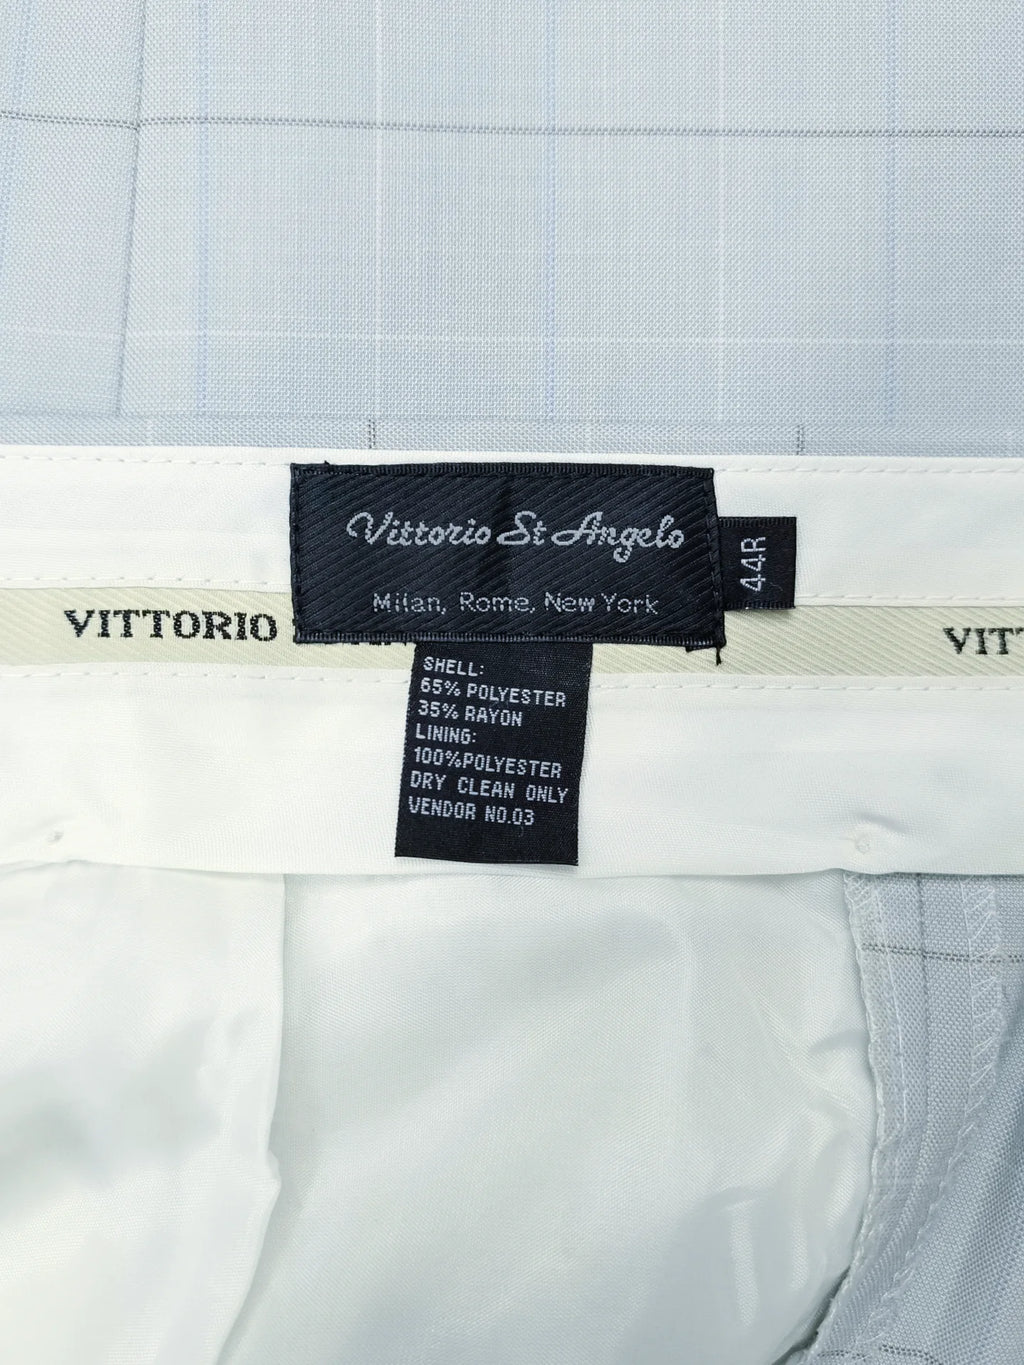 Vittorio St Angelo
Milan, Rome, New York
44R
VITTORIO
VITT
SHELL:
65% POLYESTER
35% RAYON
LINING:
100%POLYESTER
DRY CLEAN ONLY
VENDOR NO.03